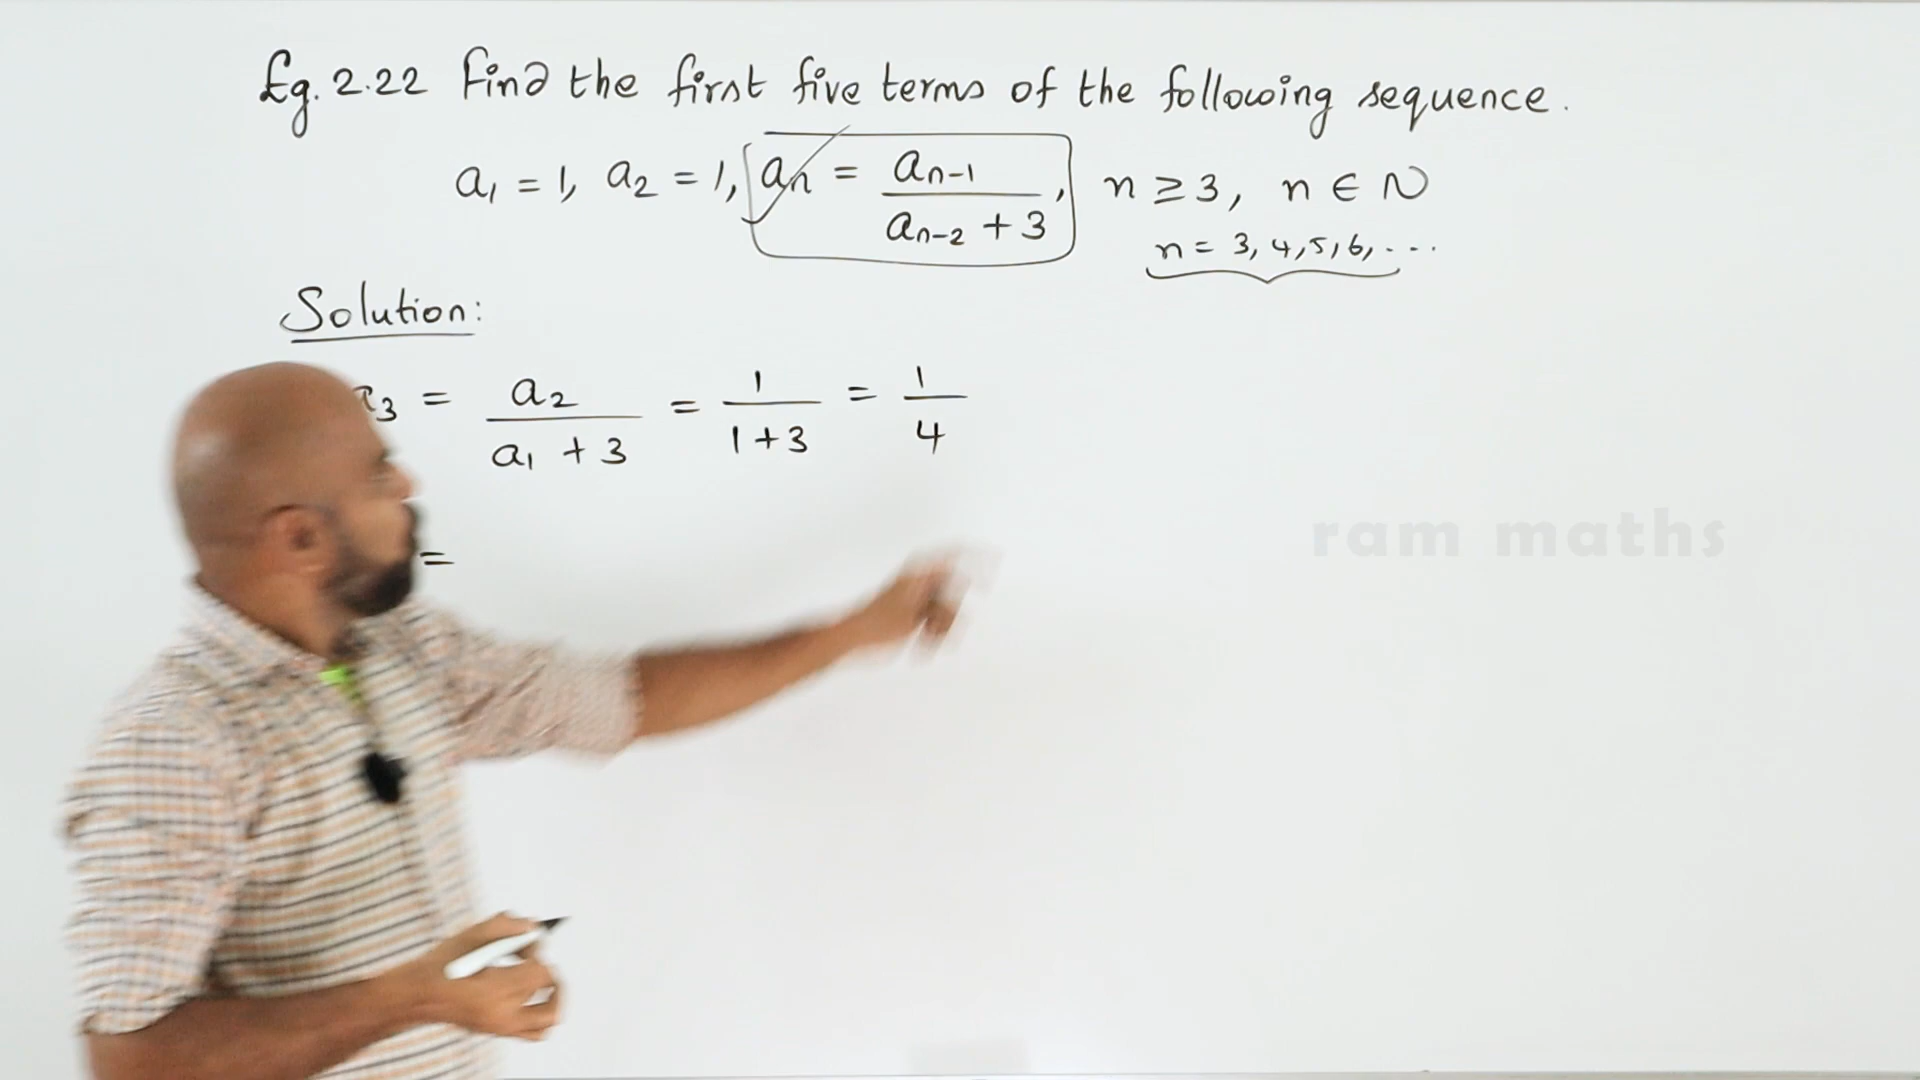 Eg. 2.22 Find the first five terms of the following sequence.
a₁ = 1, a₂ = 1, aₙ = aₙ₋₁ / (aₙ₋₂ + 3), n ≥ 3, n ∈ N
n = 3, 4, 5, 6, ...
Solution:
a₃ = a₂ / (a₁ + 3) = 1 / (1 + 3) = 1 / 4
=
ram maths